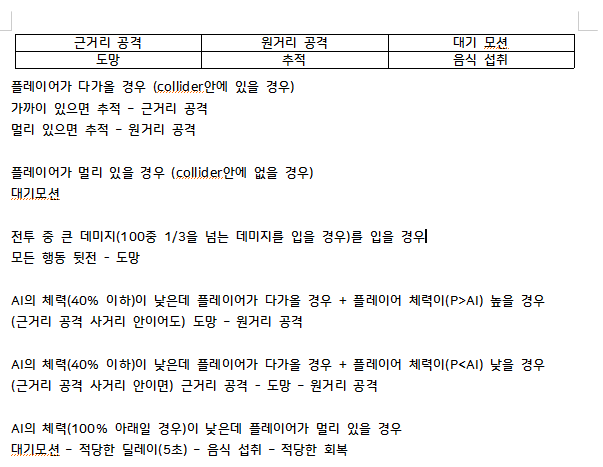 근거리 공격 원거리 공격 대기 모션
도망 추적 음식 섭취
플레이어가 다가올 경우 (collider안에 있을 경우)
가까이 있으면 추적 - 근거리 공격
멀리 있으면 추적 - 원거리 공격
플레이어가 멀리 있을 경우 (collider안에 없을 경우)
대기모션
전투 중 큰 데미지(100중 1/3을 넘는 데미지를 입을 경우)를 입을 경우
모든 행동 뒷전 - 도망
AI의 체력(40% 이하)이 낮은데 플레이어가 다가올 경우 + 플레이어 체력이(P>AI) 높을 경우
(근거리 공격 사거리 안이어도) 도망 - 원거리 공격
AI의 체력(40% 이하)이 낮은데 플레이어가 다가올 경우 + 플레이어 체력이(P<AI) 낮을 경우
(근거리 공격 사거리 안이면) 근거리 공격 - 도망 - 원거리 공격
AI의 체력(100% 아래일 경우)이 낮은데 플레이어가 멀리 있을 경우
대기모션 - 적당한 딜레이(5초) - 음식 섭취 - 적당한 회복